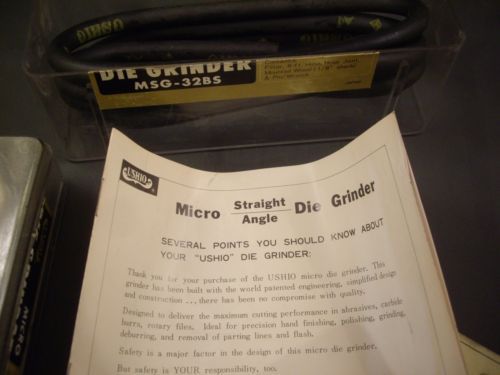 USHIO
USHIO
DIE GRINDER
MSG-32BS
USHIO
Micro Straight Die Grinder
Angle
SEVERAL POINTS YOU SHOULD KNOW ABOUT
YOUR "USHIO" DIE GRINDER:
Thank you for your purchase of the USHIO micro die grinder. This
grinder has been built with the world patented engineering, simplified design
and construction ... there has been no compromise with quality.
Designed to deliver the maximum cutting performance in abrasives, carbide
burrs, rotary files. Ideal for precision hand finishing, polishing, grinding,
deburring, and removal of parting lines and flash.
Safety is a major factor in the design of this micro die grinder.
But safety is YOUR responsibility, too.
MICRO